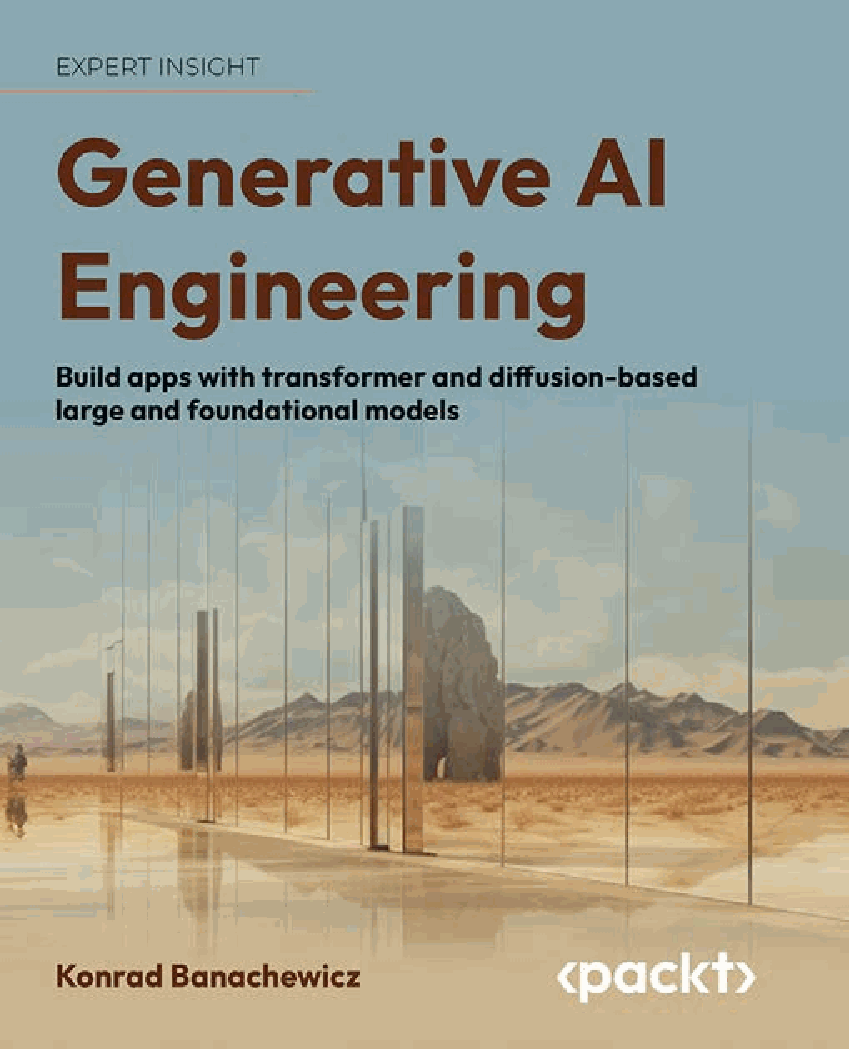 EXPERT INSIGHT
Generative AI
Engineering
Build apps with transformer and diffusion-based
large and foundational models
Konrad Banachewicz
<packt>